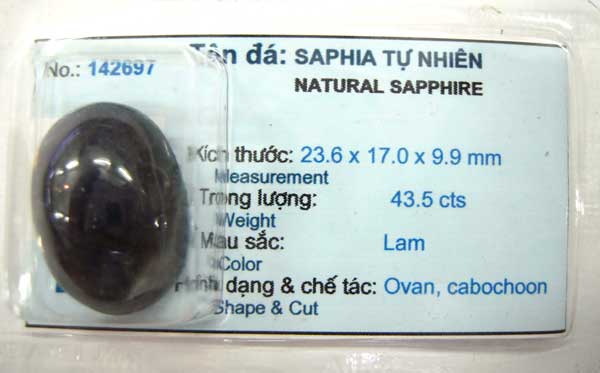 No.: 142697
Tên đá: SAPHIA TỰ NHIÊN
NATURAL SAPPHIRE
Kích thước: 23.6 x 17.0 x 9.9 mm
Measurement
Trọng lượng: 43.5 cts
Weight
Màu sắc: Lam
Color
Hình dạng & chế tác: Ovan, cabochoon
Shape & Cut